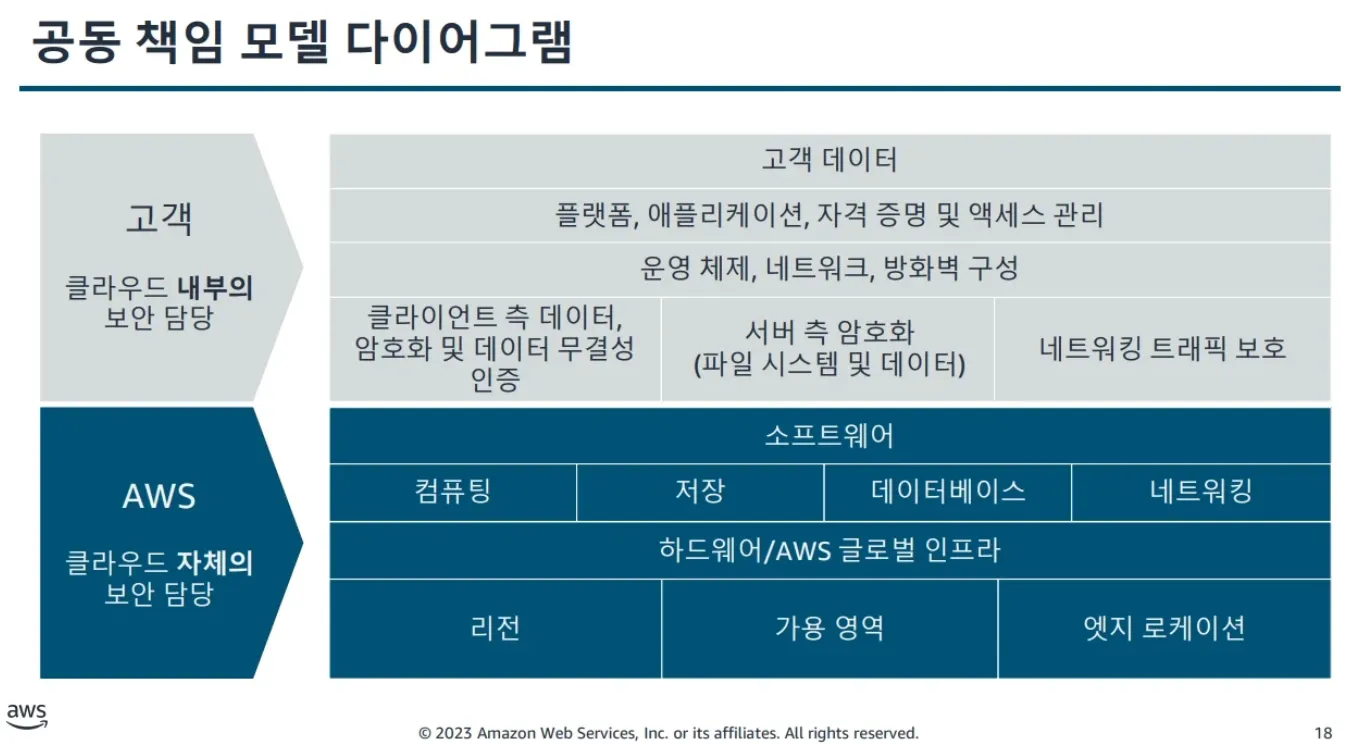 공동 책임 모델 다이어그램
고객
클라우드 내부의
보안 담당
고객 데이터
플랫폼, 애플리케이션, 자격 증명 및 액세스 관리
운영 체제, 네트워크, 방화벽 구성
클라이언트 측 데이터,
암호화 및 데이터 무결성
인증
서버 측 암호화
(파일 시스템 및 데이터)
네트워킹 트래픽 보호
AWS
클라우드 자체의
보안 담당
소프트웨어
컴퓨팅
저장
데이터베이스
네트워킹
하드웨어/AWS 글로벌 인프라
리전
가용 영역
엣지 로케이션
aws
© 2023 Amazon Web Services, Inc. or its affiliates. All rights reserved.
18